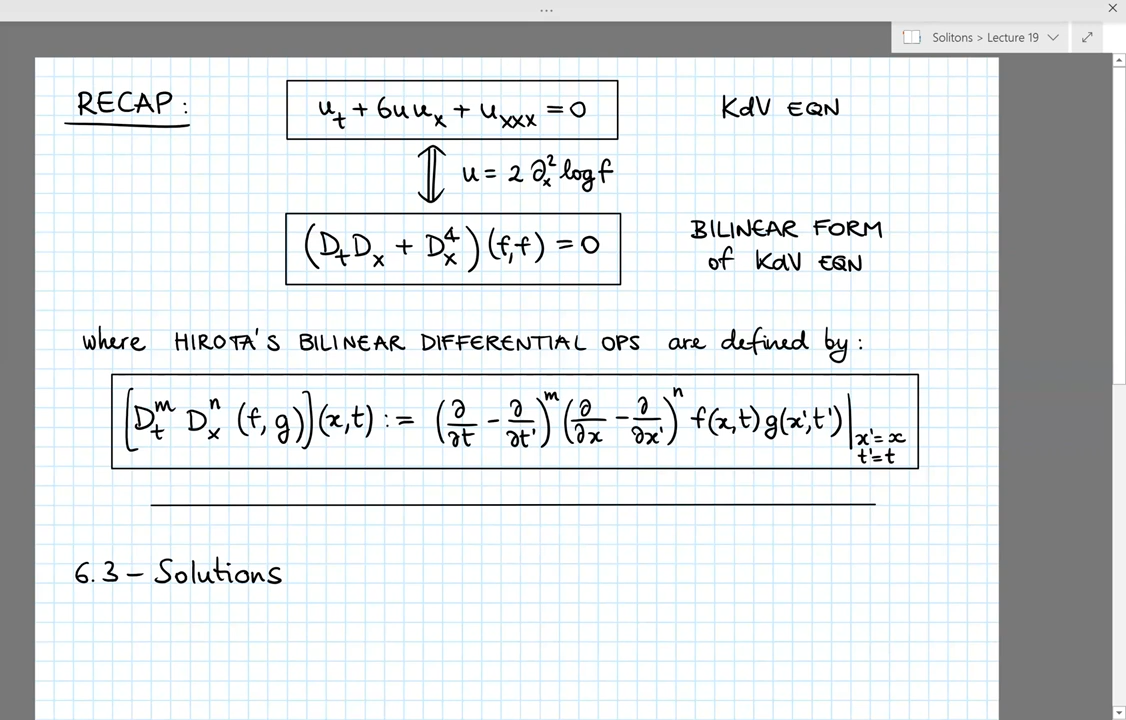 Solitons > Lecture 19
RECAP: u_t + 6uu_x + u_xxx = 0 KdV EQN
⇕ u = 2 ∂_x^2 log f
(D_t D_x + D_x^4)(f,f) = 0 BILINEAR FORM
of KdV EQN
where HIROTA'S BILINEAR DIFFERENTIAL OPS are defined by:
[D_t^m D_x^n (f, g)](x,t) := (∂/∂t - ∂/∂t')^m (∂/∂x - ∂/∂x')^n f(x,t) g(x',t') |_{x'=x, t'=t}
6.3 - Solutions